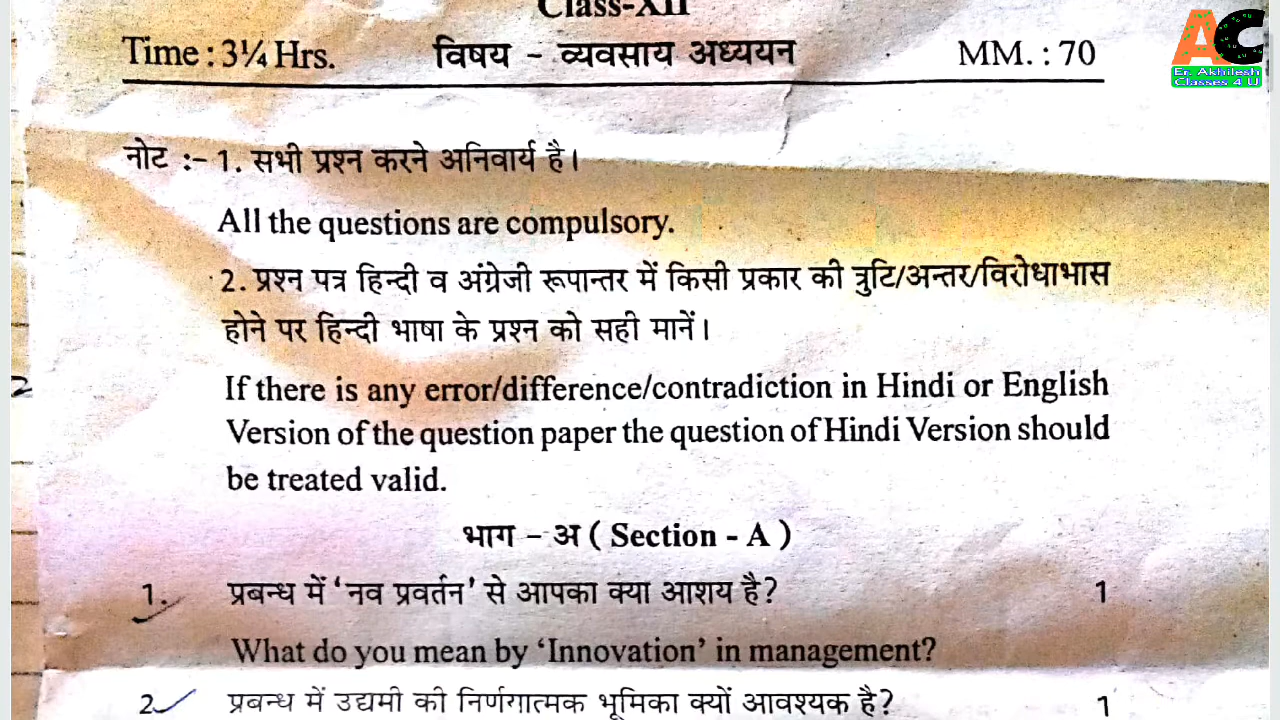 Class-XII
Time : 3¼ Hrs. विषय - व्यवसाय अध्ययन MM. : 70
AC
Er. Akhilesh
Classes 4 U
नोट :- 1. सभी प्रश्न करने अनिवार्य है।
All the questions are compulsory.
2. प्रश्न पत्र हिन्दी व अंग्रेजी रूपान्तर में किसी प्रकार की त्रुटि/अन्तर/विरोधाभास
होने पर हिन्दी भाषा के प्रश्न को सही मानें।
2
If there is any error/difference/contradiction in Hindi or English
Version of the question paper the question of Hindi Version should
be treated valid.
भाग - अ ( Section - A )
1. प्रबन्ध में ‘नव प्रवर्तन’ से आपका क्या आशय है? 1
What do you mean by ‘Innovation’ in management?
2 प्रबन्ध में उद्यमी की निर्णगात्मक भूमिका क्यों आवश्यक है? 1